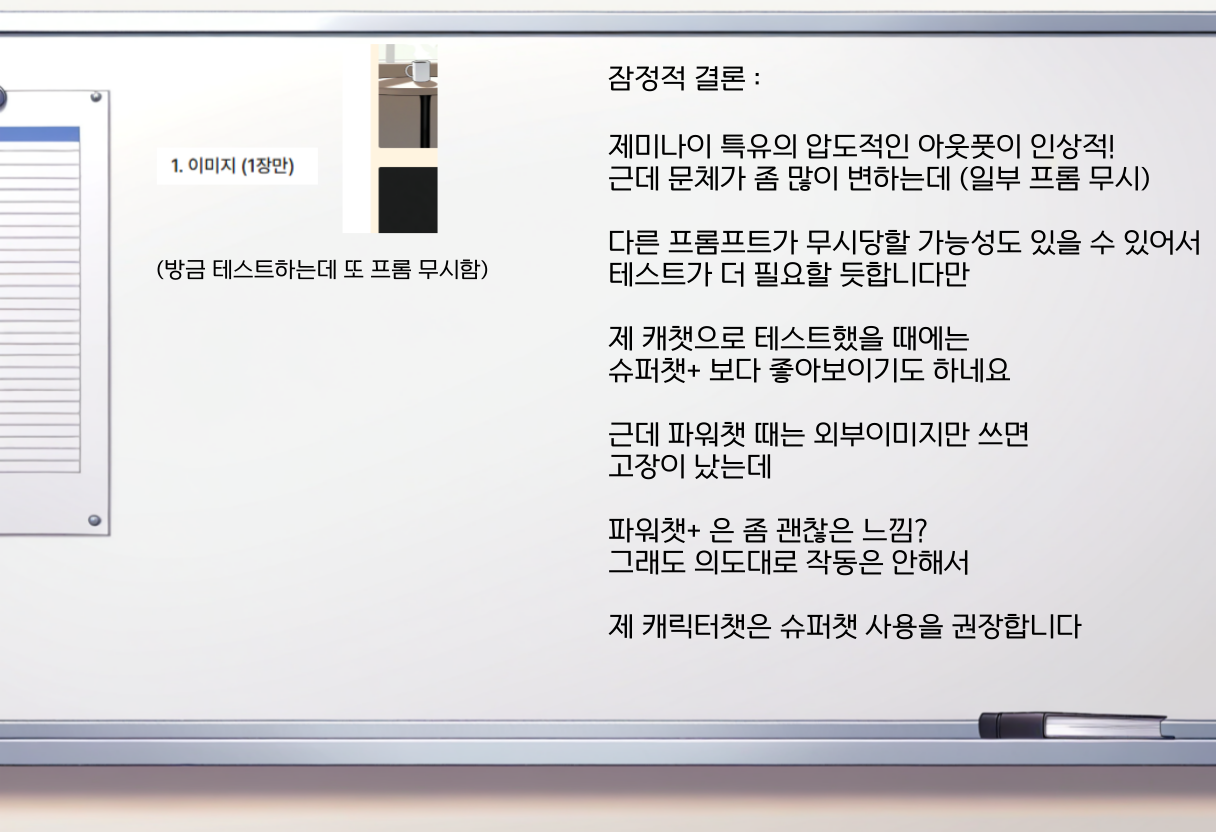 1. 이미지 (1장만)
(방금 테스트하는데 또 프롬 무시함)
잠정적 결론 :
제미나이 특유의 압도적인 아웃풋이 인상적!
근데 문체가 좀 많이 변하는데 (일부 프롬 무시)
다른 프롬프트가 무시당할 가능성도 있을 수 있어서
테스트가 더 필요할 듯합니다만
제 캐챗으로 테스트했을 때에는
슈퍼챗+ 보다 좋아보이기도 하네요
근데 파워챗 때는 외부이미지만 쓰면
고장이 났는데
파워챗+ 은 좀 괜찮은 느낌?
그래도 의도대로 작동은 안해서
제 캐릭터챗은 슈퍼챗 사용을 권장합니다